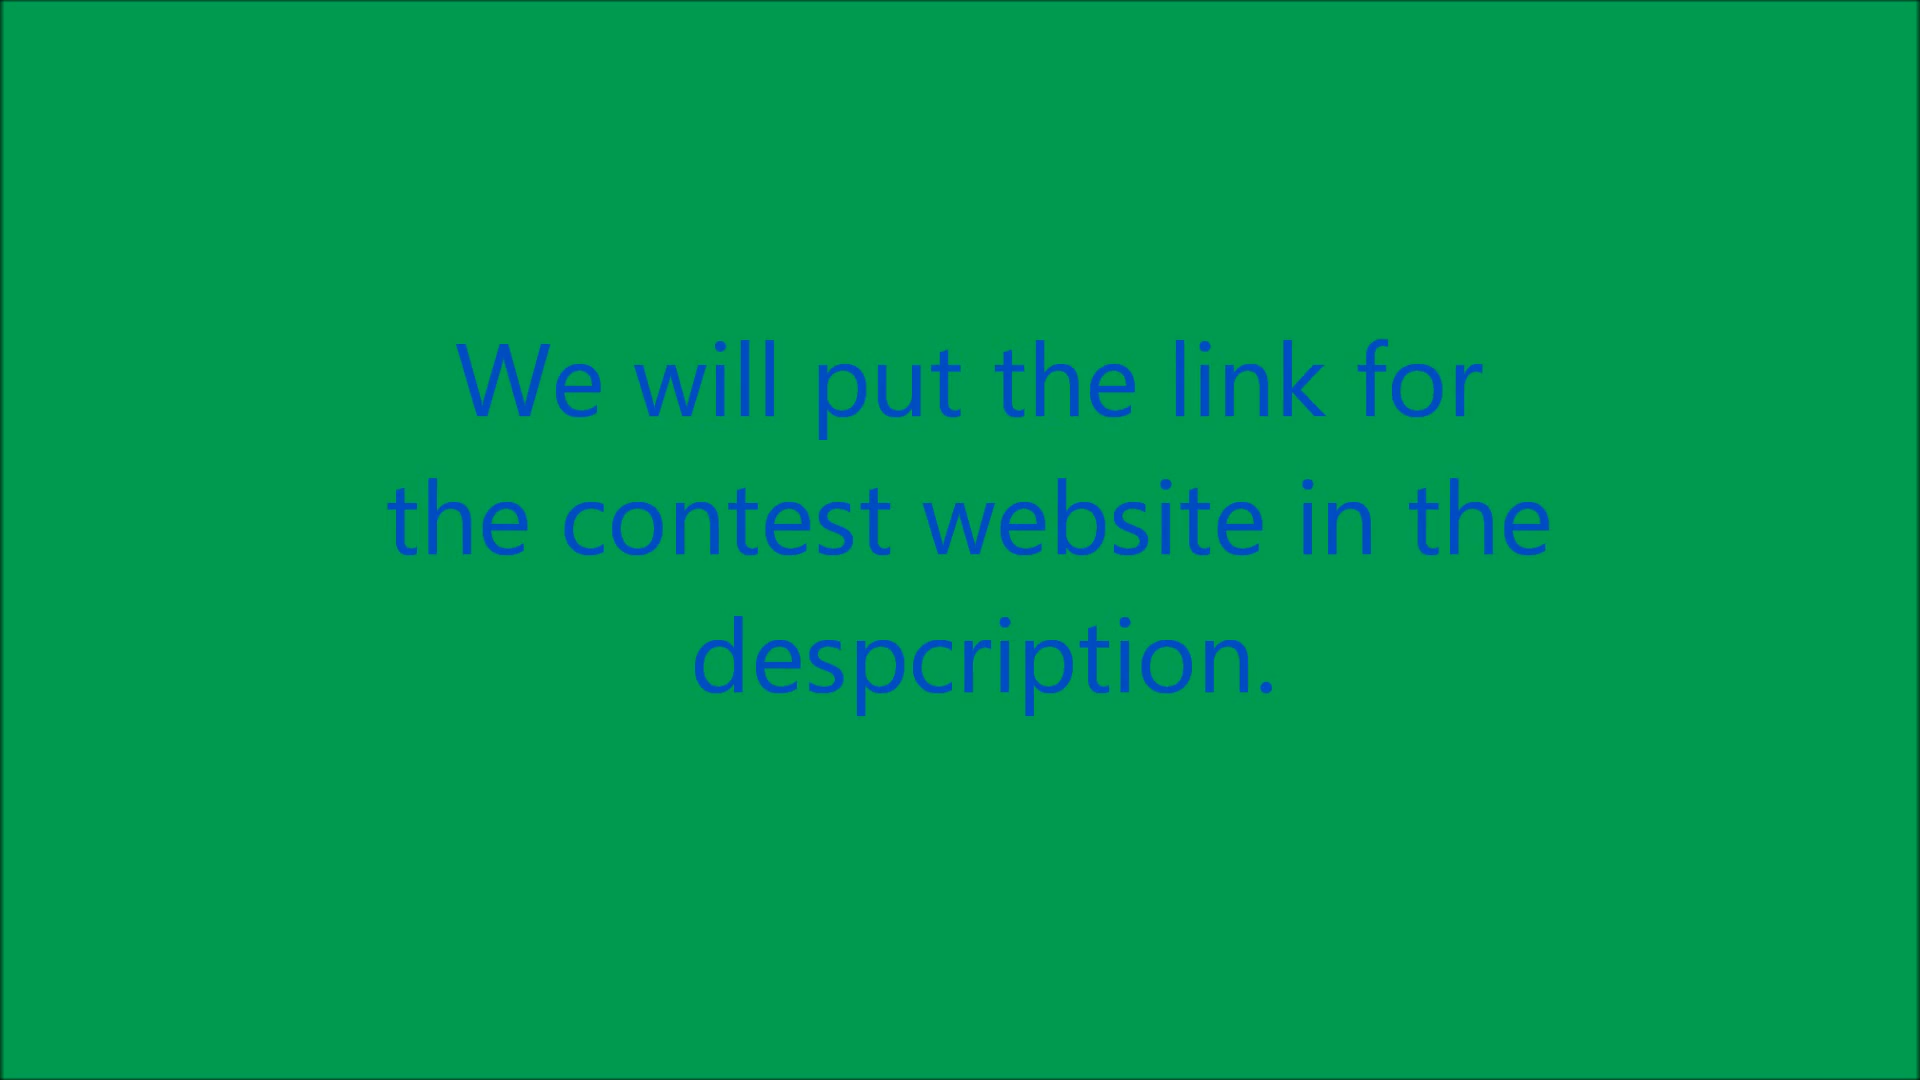 We will put the link for
the contest website in the
despcription.